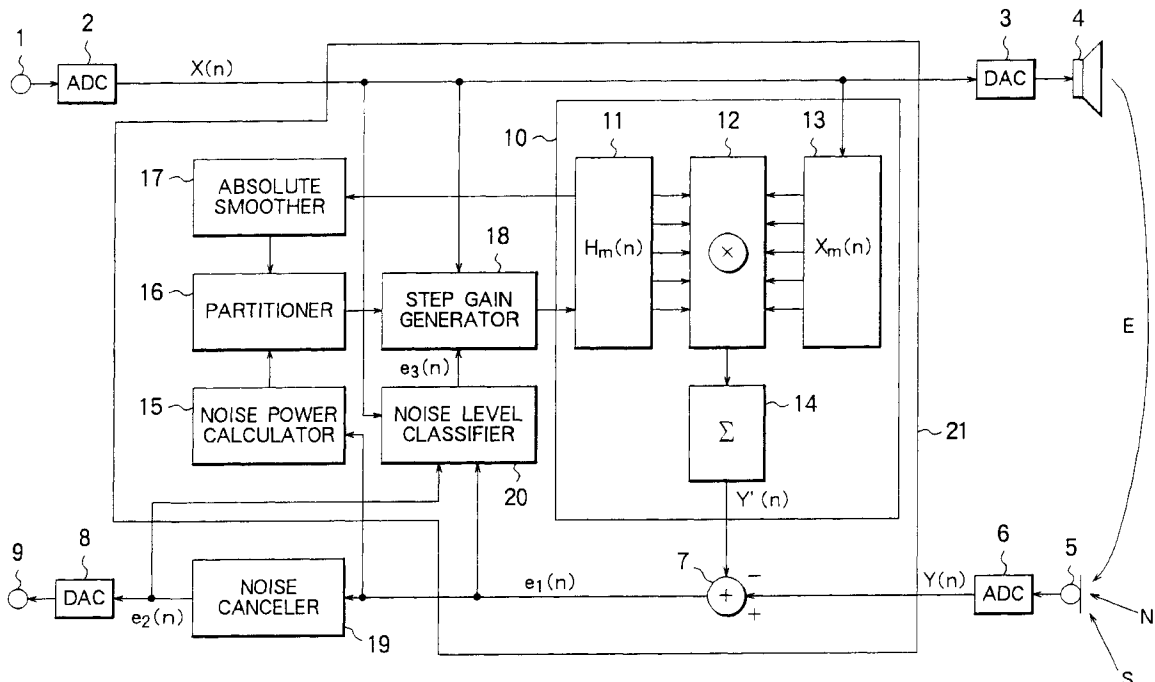 1
2
ADC
X(n)
3
DAC
4
10
11
12
13
17
ABSOLUTE
SMOOTHER
18
Hm(n)
×
Xm(n)
16
PARTITIONER
STEP GAIN
GENERATOR
E
e3(n)
15
NOISE POWER
CALCULATOR
NOISE LEVEL
CLASSIFIER
20
14
Σ
21
Y'(n)
9
8
DAC
e2(n)
NOISE
CANCELER
19
e1(n)
7
−
+
+
Y(n)
6
ADC
5
N
S